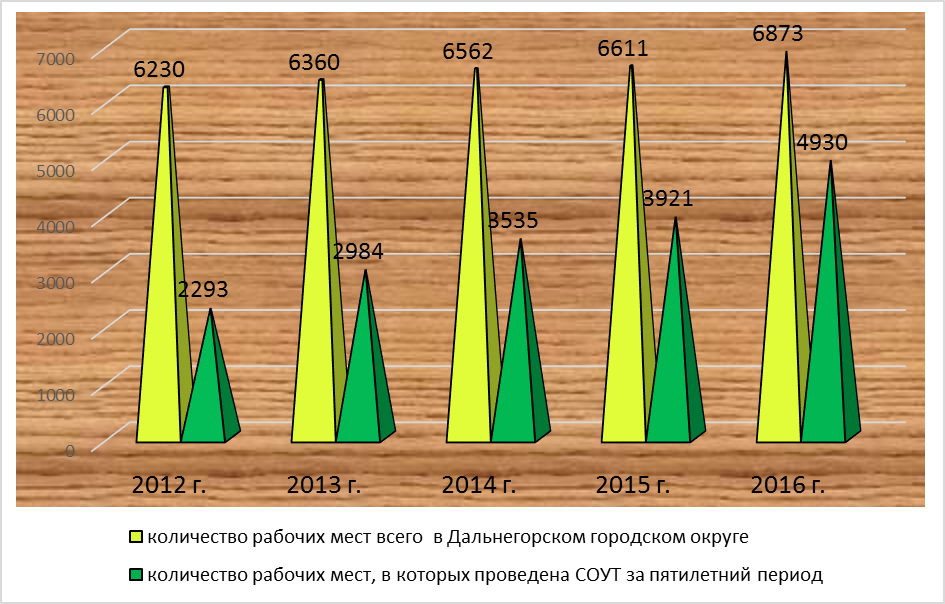 7000
6000
5000
4000
3000
2000
1000
0
6230
2293
6360
2984
6562
3535
6611
3921
6873
4930
2012 г.
2013 г.
2014 г.
2015 г.
2016 г.
количество рабочих мест всего в Дальнегорском городском округе
количество рабочих мест, в которых проведена СОУТ за пятилетний период